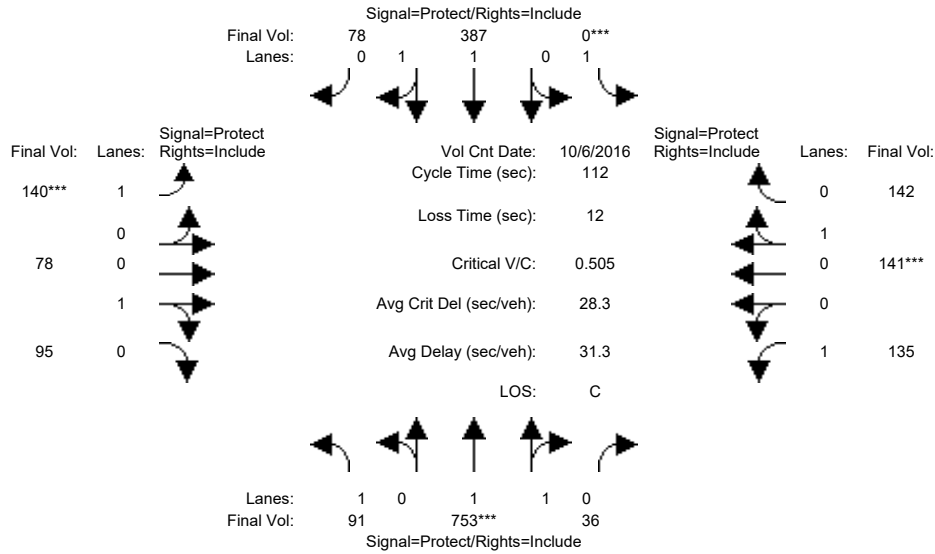 Signal=Protect/Rights=Include
Final Vol: 78 387 0***
Lanes: 0 1 1 0 1
Signal=Protect
Final Vol: Lanes: Rights=Include
Vol Cnt Date: 10/6/2016
Signal=Protect
Rights=Include Lanes: Final Vol:
Cycle Time (sec): 112
140*** 1
0 142
Loss Time (sec): 12
0
1
78 0
Critical V/C: 0.505
0 141***
1
Avg Crit Del (sec/veh): 28.3
0
95 0
Avg Delay (sec/veh): 31.3
1 135
LOS: C
Lanes: 1 0 1 1 0
Final Vol: 91 753*** 36
Signal=Protect/Rights=Include